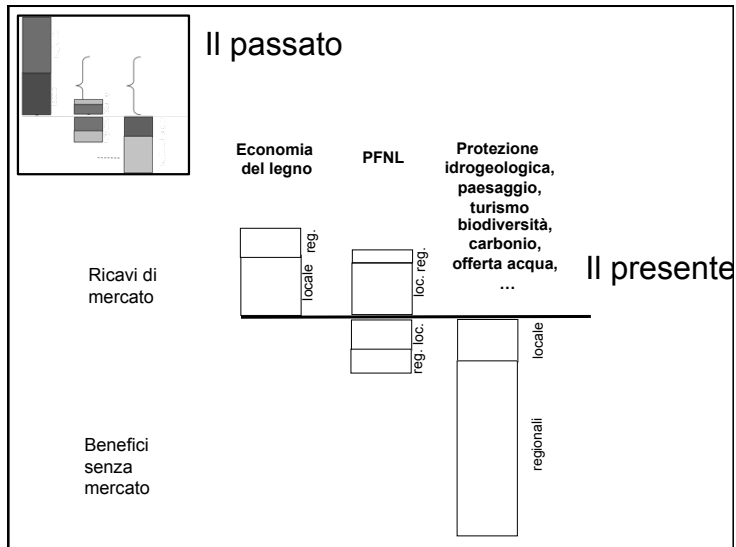 Il passato
Economia
del legno
PFNL
Protezione
idrogeologica,
paesaggio,
turismo
biodiversità,
carbonio,
offerta acqua,
…
Il presente
Ricavi di
mercato
locale
reg.
loc. reg.
reg. loc.
locale
regionali
Benefici
senza
mercato